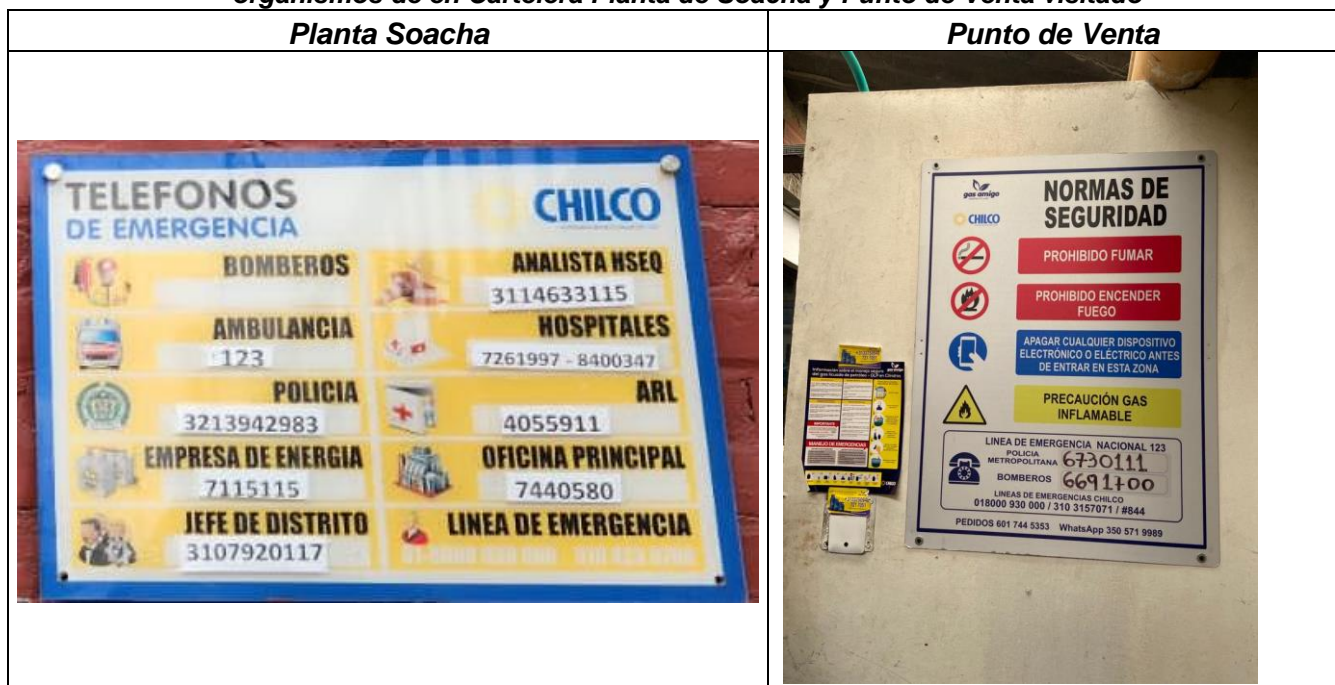 organismos de en Cartelera Planta de Soacha y Punto de Venta visitado
Planta Soacha
Punto de Venta
TELEFONOS
DE EMERGENCIA
CHILCO
BOMBEROS
AMBULANCIA
123
POLICIA
3213942983
EMPRESA DE ENERGIA
7115115
JEFE DE DISTRITO
3107920117
ANALISTA HSEQ
3114633115
HOSPITALES
7261997 - 8400347
ARL
4055911
OFICINA PRINCIPAL
7440580
LINEA DE EMERGENCIA
gas amigo
CHILCO
NORMAS DE
SEGURIDAD
PROHIBIDO FUMAR
PROHIBIDO ENCENDER
FUEGO
APAGAR CUALQUIER DISPOSITIVO
ELECTRÓNICO O ELÉCTRICO ANTES
DE ENTRAR EN ESTA ZONA
PRECAUCIÓN GAS
INFLAMABLE
LINEA DE EMERGENCIA NACIONAL 123
POLICIA
METROPOLITANA 6730111
BOMBEROS 6691700
LINEAS DE EMERGENCIAS CHILCO
018000 930 000 / 310 3157071 / #844
PEDIDOS 601 744 5353 WhatsApp 350 571 9989
MANEJO DE EMERGENCIAS